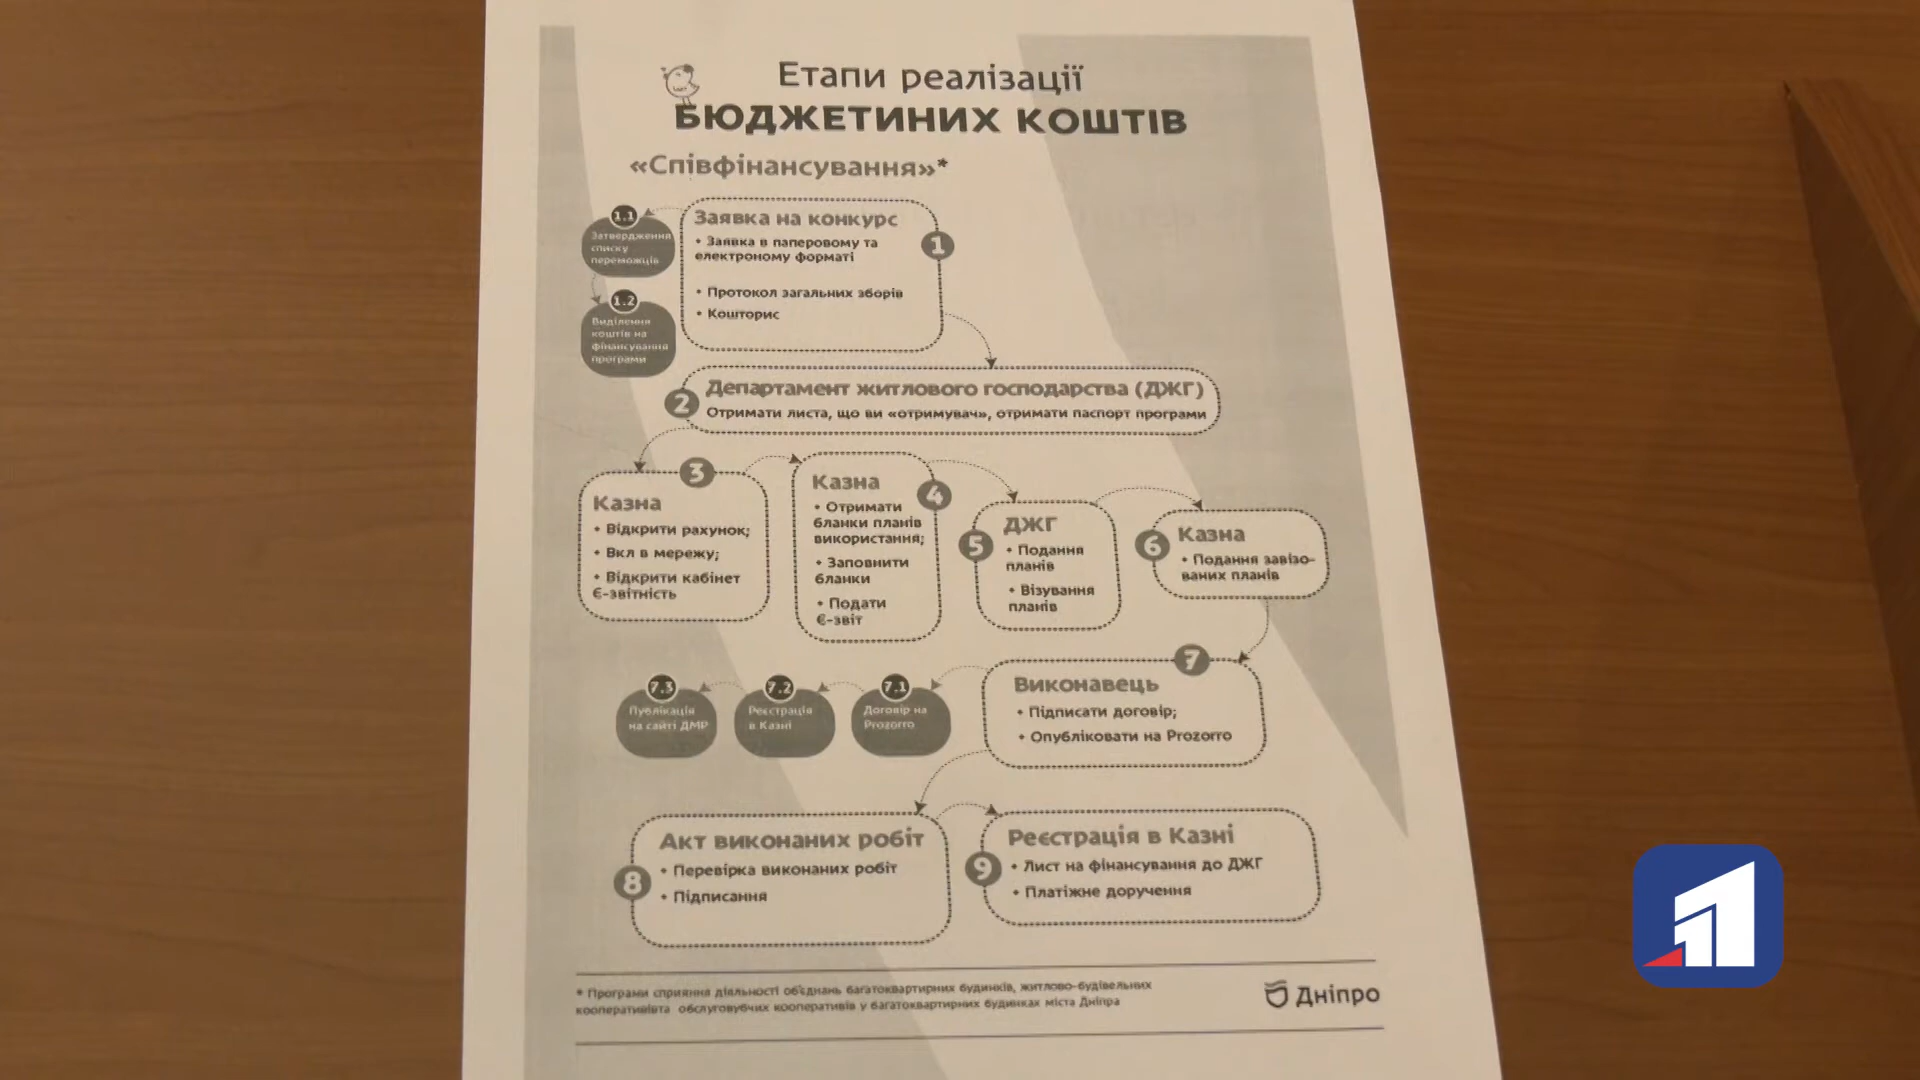 Етапи реалізації
БЮДЖЕТИНИХ КОШТІВ
«Співфінансування»*
1
Заявка на конкурс
• Заявка в паперовому та
електроному форматі
• Протокол загальних зборів
• Кошторис
1.1
Затвердження
списку
переможців
1.2
Виділення
коштів на
фінансування
програми
2
Департамент житлового господарства (ДЖГ)
Отримати листа, що ви «отримувач», отримати паспорт програми
3
Казна
• Відкрити рахунок;
• Вкл в мережу;
• Відкрити кабінет
Є-звітність
4
Казна
• Отримати
бланки планів
використання;
• Заповнити
бланки
• Подати
Є-звіт
5
ДЖГ
• Подання
планів
• Візування
планів
6
Казна
• Подання завізо-
ваних планів
7
Виконавець
• Підписати договір;
• Опубліковати на Prozorro
7.1
Договір на
Prozorro
7.2
Реєстрація
в Казні
7.3
Публікація
на сайті ДМР
8
Акт виконаних робіт
• Перевірка виконаних робіт
• Підписання
9
Реєстрація в Казні
• Лист на фінансування до ДЖГ
• Платіжне доручення
* Програми сприяння діяльності об'єднань багатоквартирних будинків, житлово-будівельних
кооперативівта обслуговубчих кооперативів у багатоквартирних будинках міста Дніпра
Дніпро